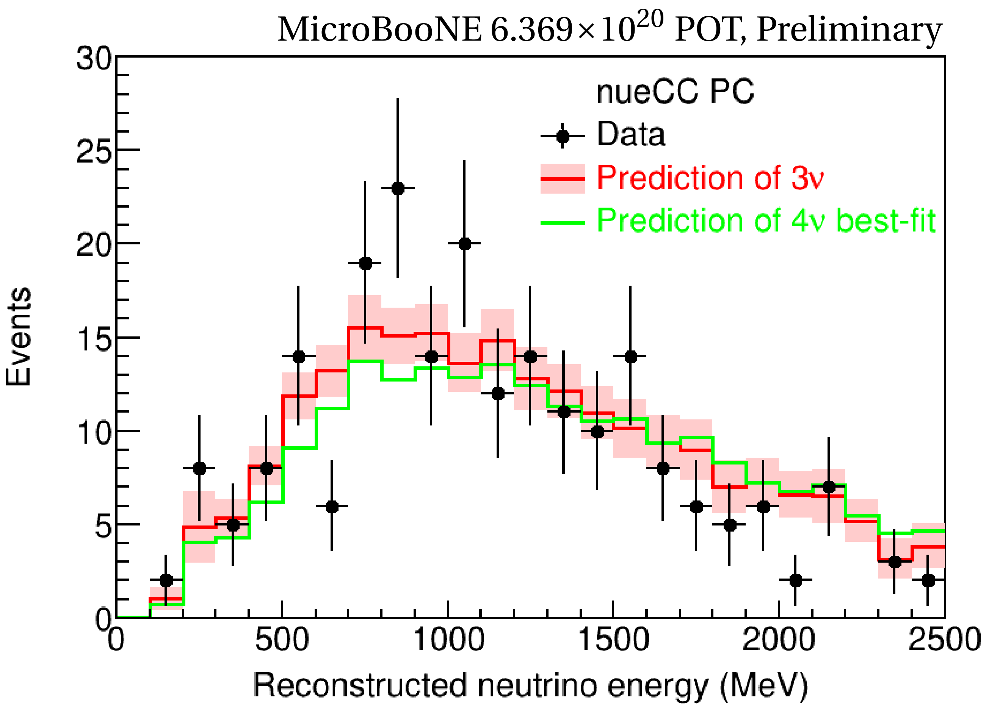 MicroBooNE 6.369×10²⁰ POT, Preliminary
30
25
20
15
10
5
0
Events
nueCC PC
Data
Prediction of 3ν
Prediction of 4ν best-fit
0 500 1000 1500 2000 2500
Reconstructed neutrino energy (MeV)